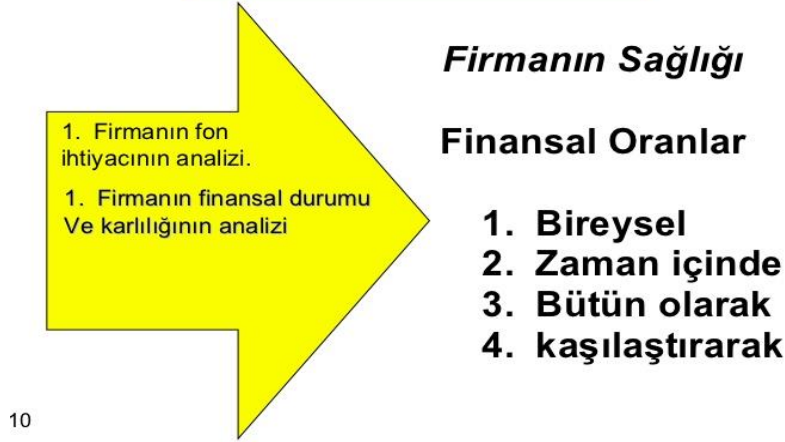 1. Firmanın fon
ihtiyacının analizi.
1. Firmanın finansal durumu
Ve karlılığının analizi
Firmanın Sağlığı
Finansal Oranlar
1. Bireysel
2. Zaman içinde
3. Bütün olarak
4. kaşılaştırarak
10